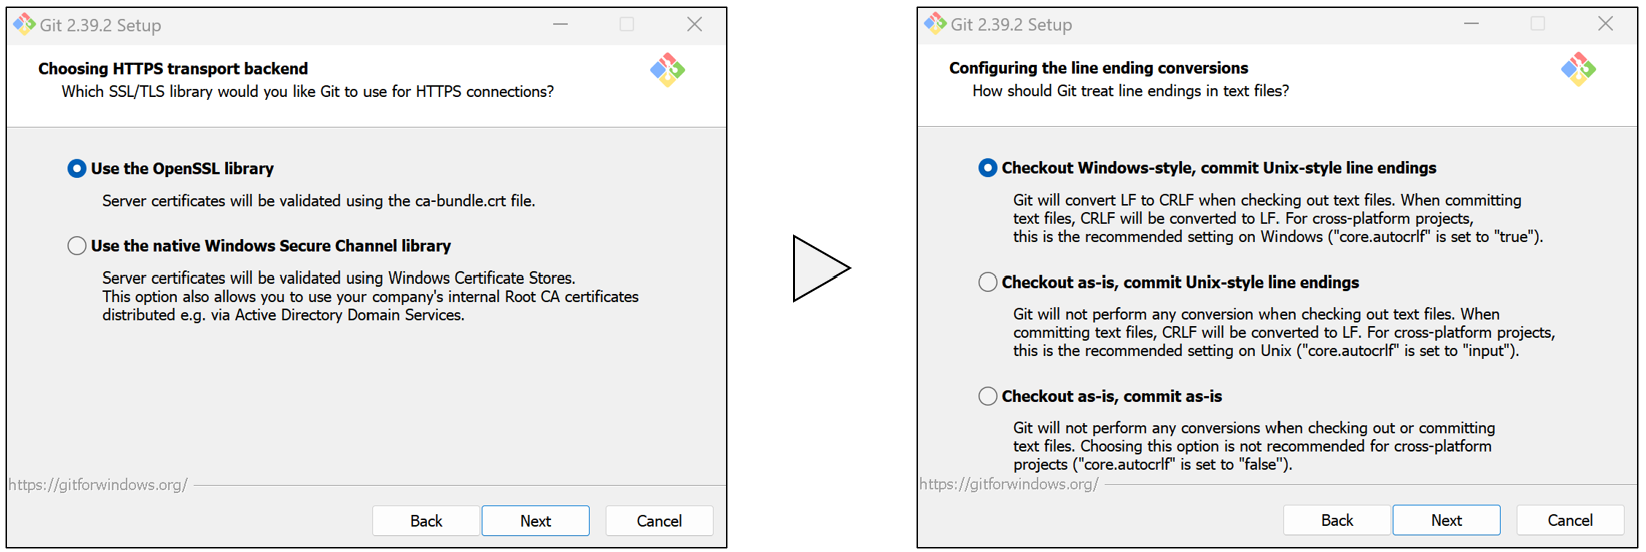 Git 2.39.2 Setup
Choosing HTTPS transport backend
Which SSL/TLS library would you like Git to use for HTTPS connections?
Use the OpenSSL library
Server certificates will be validated using the ca-bundle.crt file.
Use the native Windows Secure Channel library
Server certificates will be validated using Windows Certificate Stores.
This option also allows you to use your company's internal Root CA certificates
distributed e.g. via Active Directory Domain Services.
https://gitforwindows.org/
Back
Next
Cancel
Git 2.39.2 Setup
Configuring the line ending conversions
How should Git treat line endings in text files?
Checkout Windows-style, commit Unix-style line endings
Git will convert LF to CRLF when checking out text files. When committing
text files, CRLF will be converted to LF. For cross-platform projects,
this is the recommended setting on Windows ("core.autocrlf" is set to "true").
Checkout as-is, commit Unix-style line endings
Git will not perform any conversion when checking out text files. When
committing text files, CRLF will be converted to LF. For cross-platform projects,
this is the recommended setting on Unix ("core.autocrlf" is set to "input").
Checkout as-is, commit as-is
Git will not perform any conversions when checking out or committing
text files. Choosing this option is not recommended for cross-platform
projects ("core.autocrlf" is set to "false").
https://gitforwindows.org/
Back
Next
Cancel